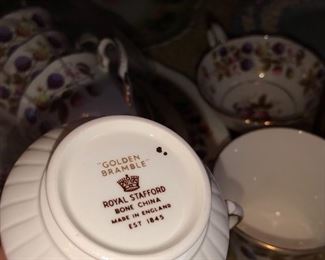 "GOLDEN
BRAMBLE"
ROYAL STAFFORD
BONE CHINA
MADE IN ENGLAND
EST 1845